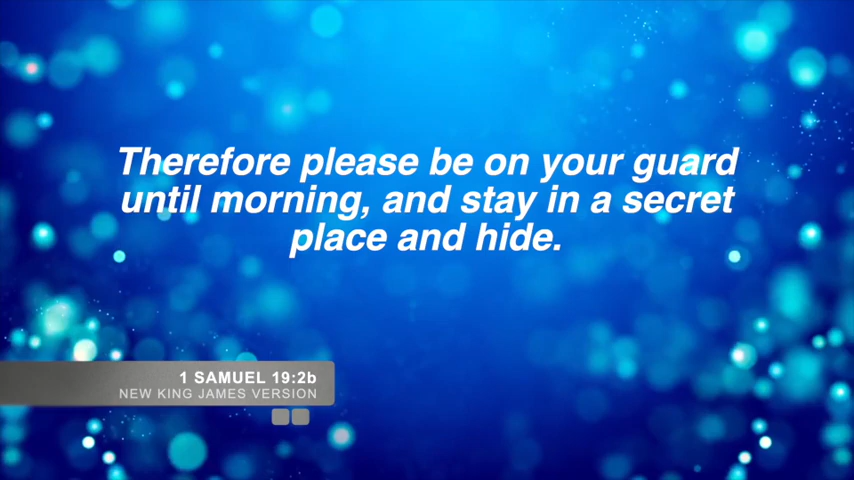 Therefore please be on your guard
until morning, and stay in a secret
place and hide.
1 SAMUEL 19:2b
NEW KING JAMES VERSION